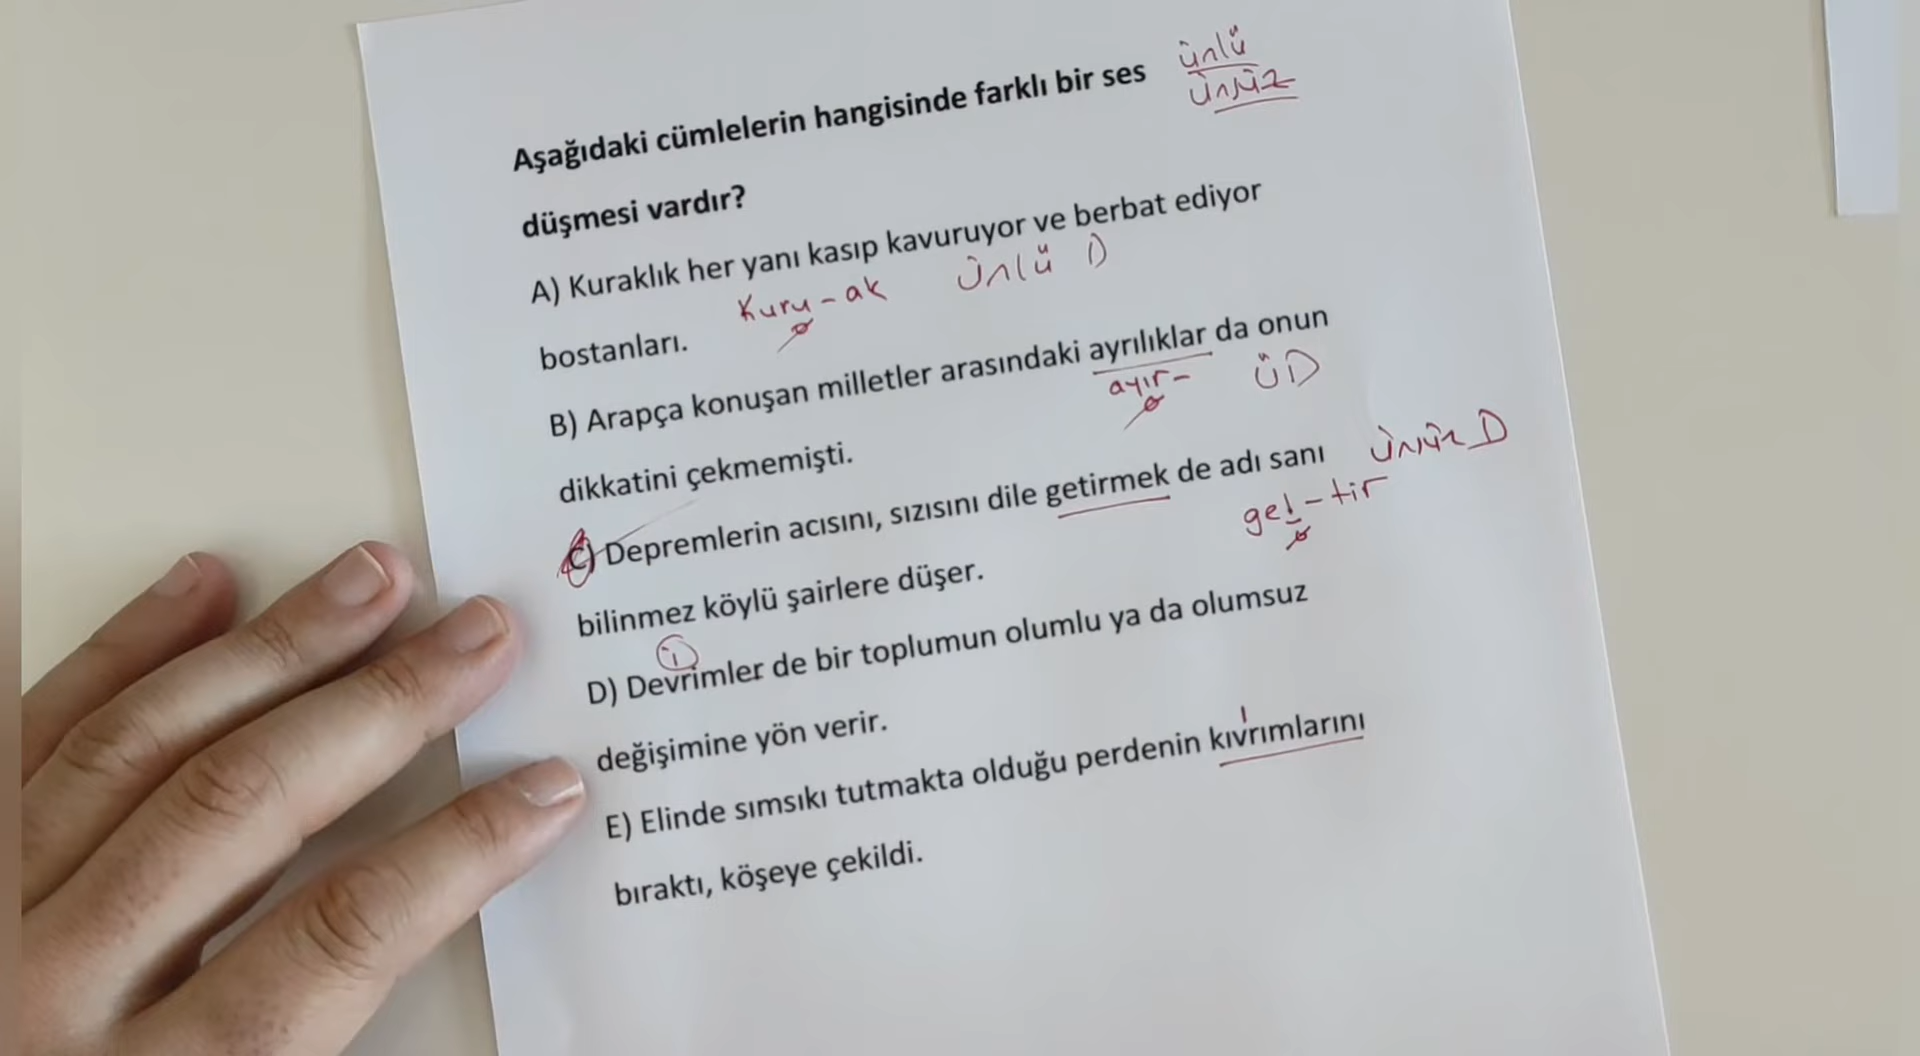 Aşağıdaki cümlelerin hangisinde farklı bir ses
ünlü
ünsüz
düşmesi vardır?
A) Kuraklık her yanı kasıp kavuruyor ve berbat ediyor
Kuru-ak ünlü D
bostanları.
B) Arapça konuşan milletler arasındaki ayrılıklar da onun
ayır- ÜD
dikkatini çekmemişti.
C) Depremlerin acısını, sızısını dile getirmek de adı sanı
ünsüz D
gel-tir
bilinmez köylü şairlere düşer.
i
D) Devrimler de bir toplumun olumlu ya da olumsuz
değişimine yön verir.
ı
E) Elinde sımsıkı tutmakta olduğu perdenin kıvrımlarını
bıraktı, köşeye çekildi.